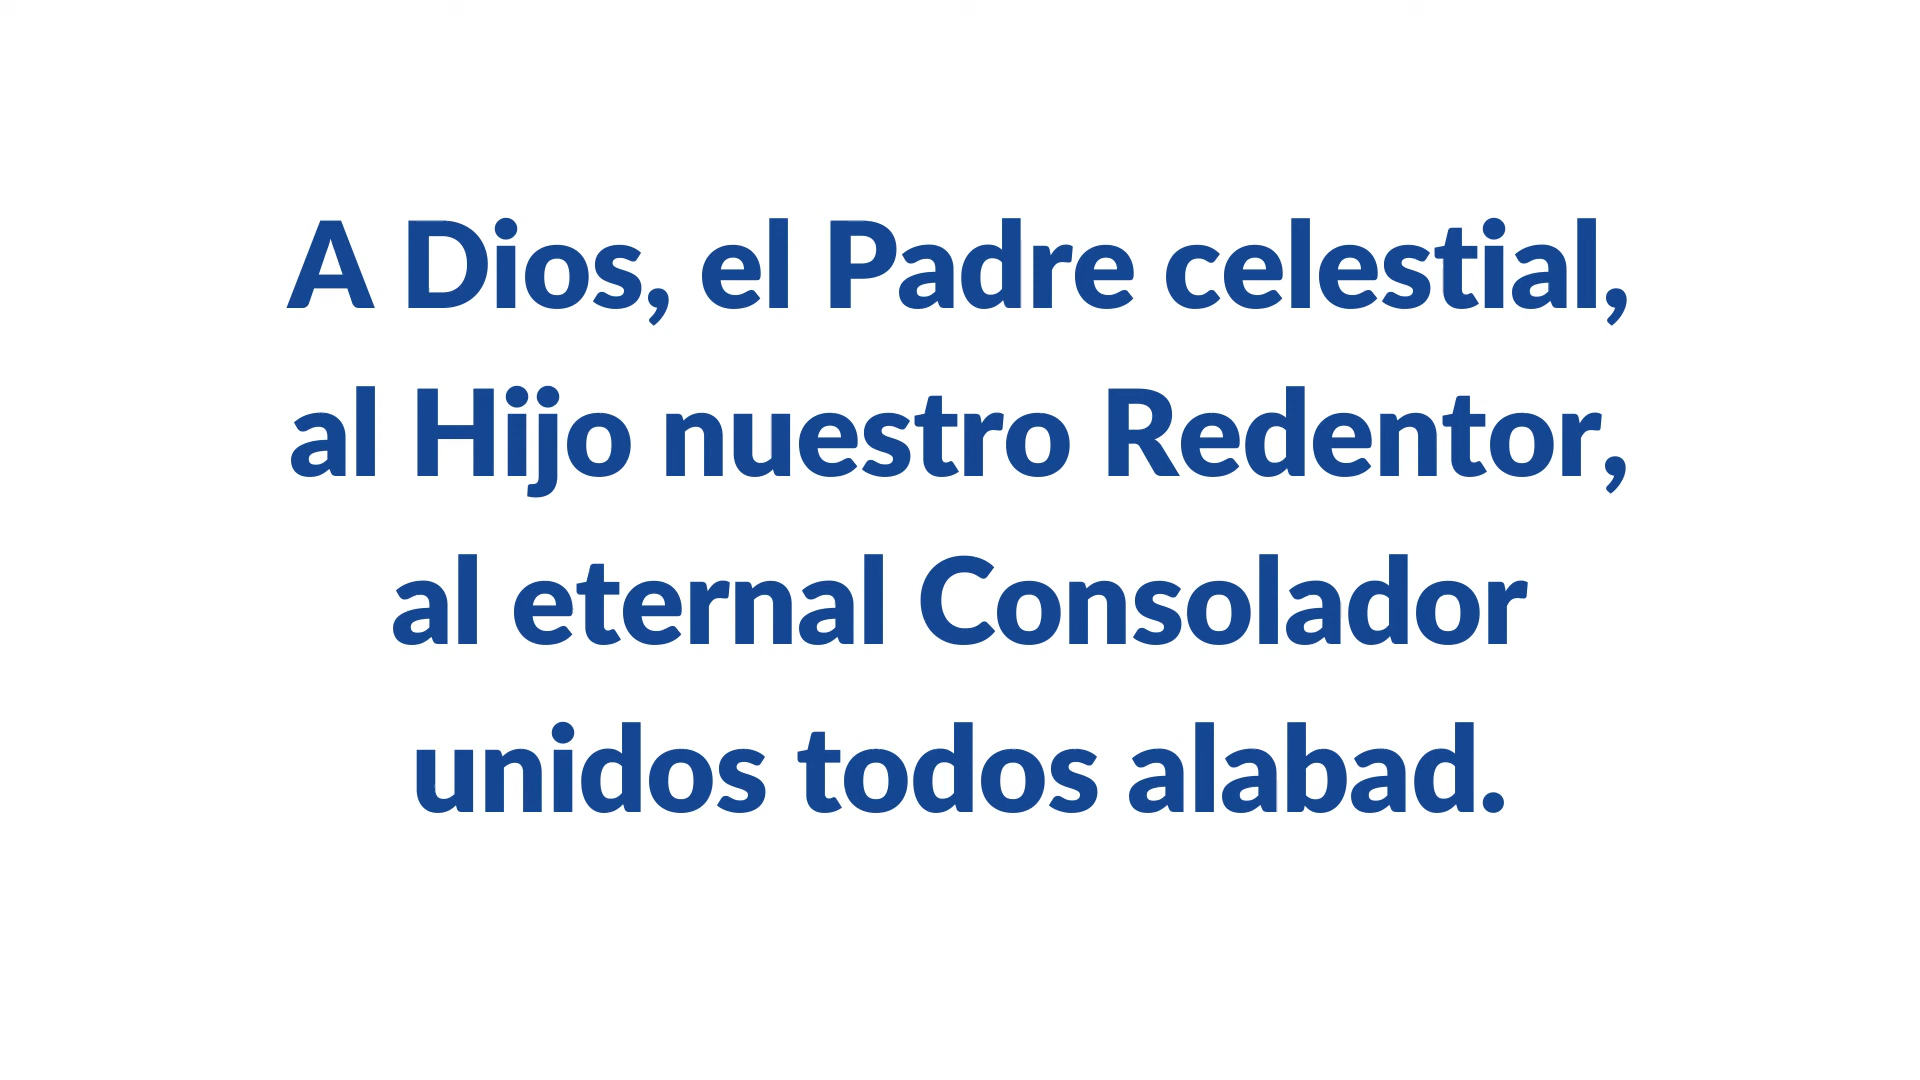 A Dios, el Padre celestial,
al Hijo nuestro Redentor,
al eternal Consolador
unidos todos alabad.